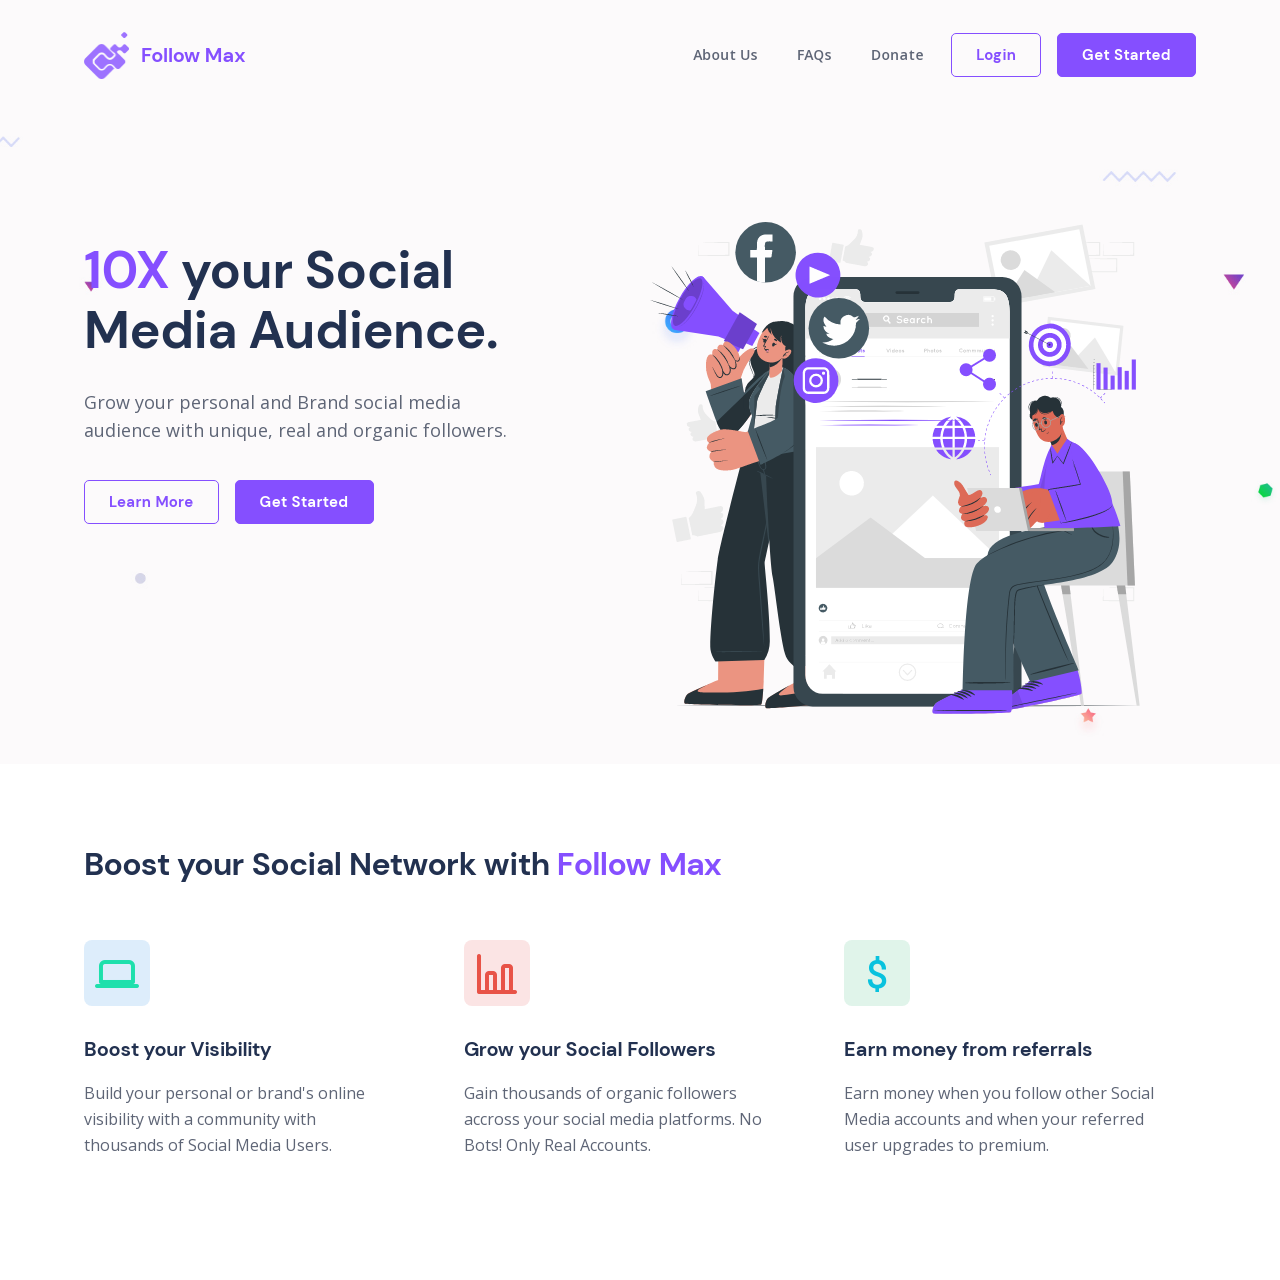 Follow Max
About Us
FAQs
Donate
Login
Get Started
10X your Social
Media Audience.
Grow your personal and Brand social media
audience with unique, real and organic followers.
Learn More
Get Started
Search
Videos
Photos
Like
Boost your Social Network with Follow Max
Boost your Visibility
Build your personal or brand's online
visibility with a community with
thousands of Social Media Users.
Grow your Social Followers
Gain thousands of organic followers
accross your social media platforms. No
Bots! Only Real Accounts.
Earn money from referrals
Earn money when you follow other Social
Media accounts and when your referred
user upgrades to premium.